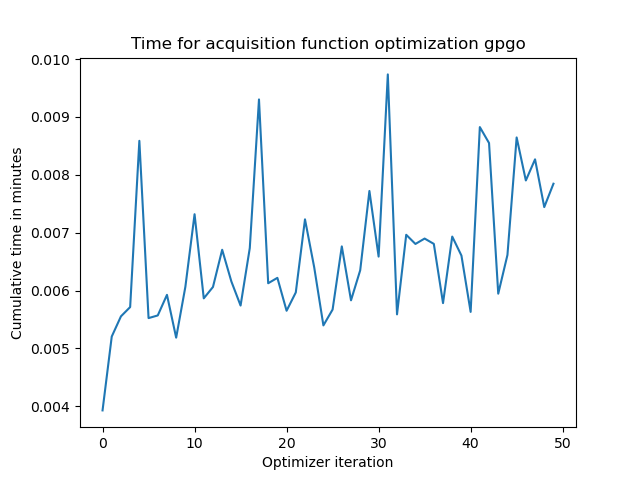 Time for acquisition function optimization gpgo
Cumulative time in minutes
0.010
0.009
0.008
0.007
0.006
0.005
0.004
0 10 20 30 40 50
Optimizer iteration